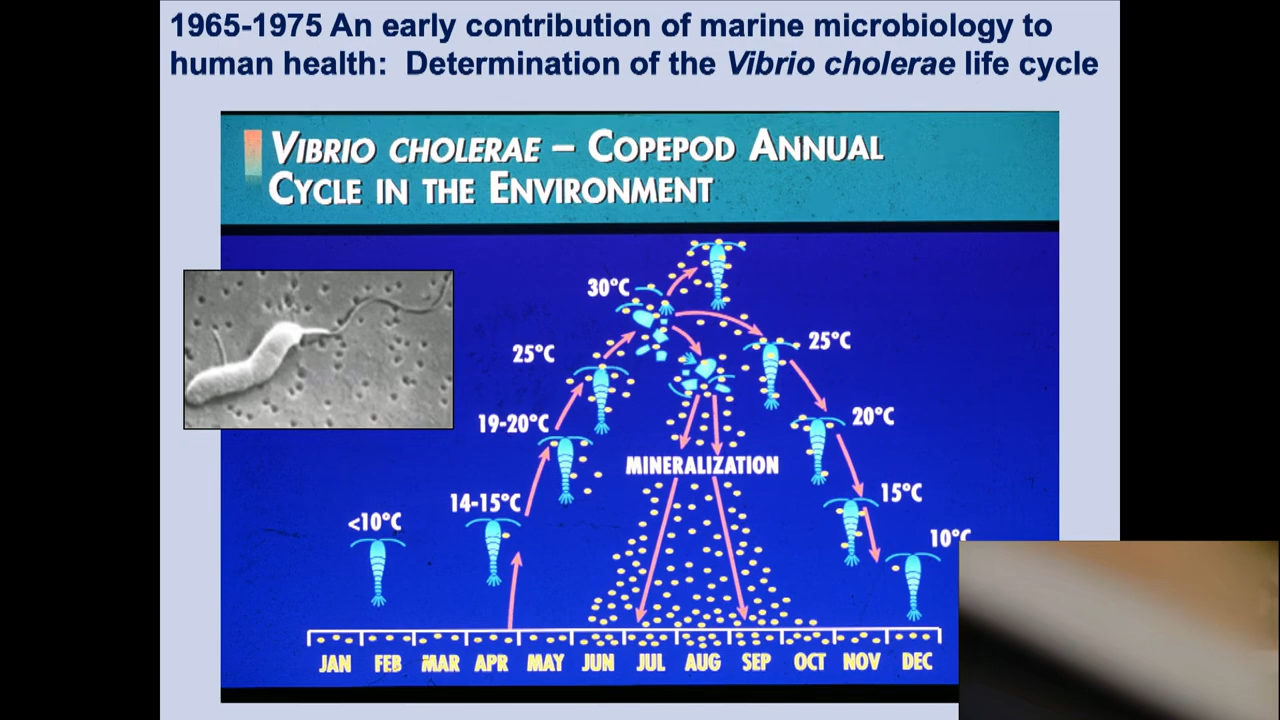 1965-1975 An early contribution of marine microbiology to
human health:  Determination of the Vibrio cholerae life cycle
VIBRIO CHOLERAE – COPEPOD ANNUAL
CYCLE IN THE ENVIRONMENT
30°C
25°C
25°C
20°C
19-20°C
MINERALIZATION
15°C
14-15°C
<10°C
10°C
JAN FEB MAR APR MAY JUN JUL AUG SEP OCT NOV DEC